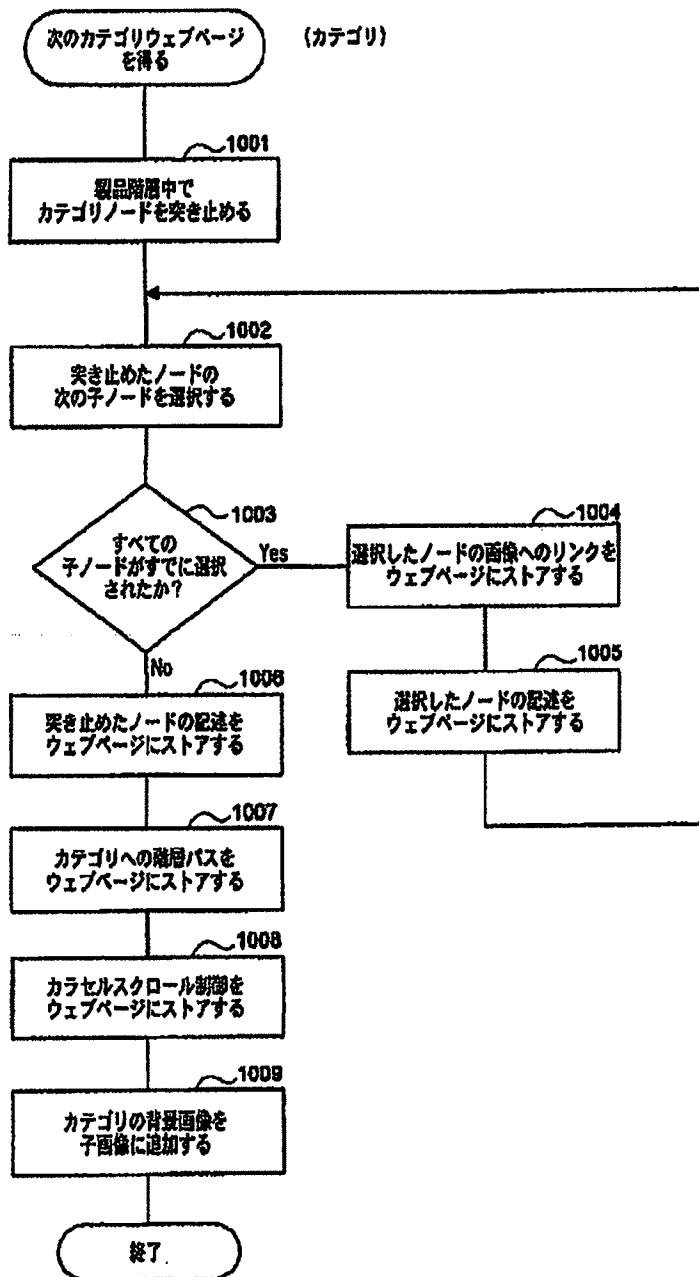 次のカテゴリウェブページ
を得る
(カテゴリ)
1001
製品階層中で
カテゴリノードを突き止める
1002
突き止めたノードの
次の子ノードを選択する
1003
すべての
子ノードがすでに選択
されたか?
Yes
No
1004
選択したノードの画像へのリンクを
ウェブページにストアする
1005
選択したノードの記述を
ウェブページにストアする
1006
突き止めたノードの記述を
ウェブページにストアする
1007
カテゴリへの階層パスを
ウェブページにストアする
1008
カラセルスクロール制御を
ウェブページにストアする
1009
カテゴリの背景画像を
子画像に追加する
終了